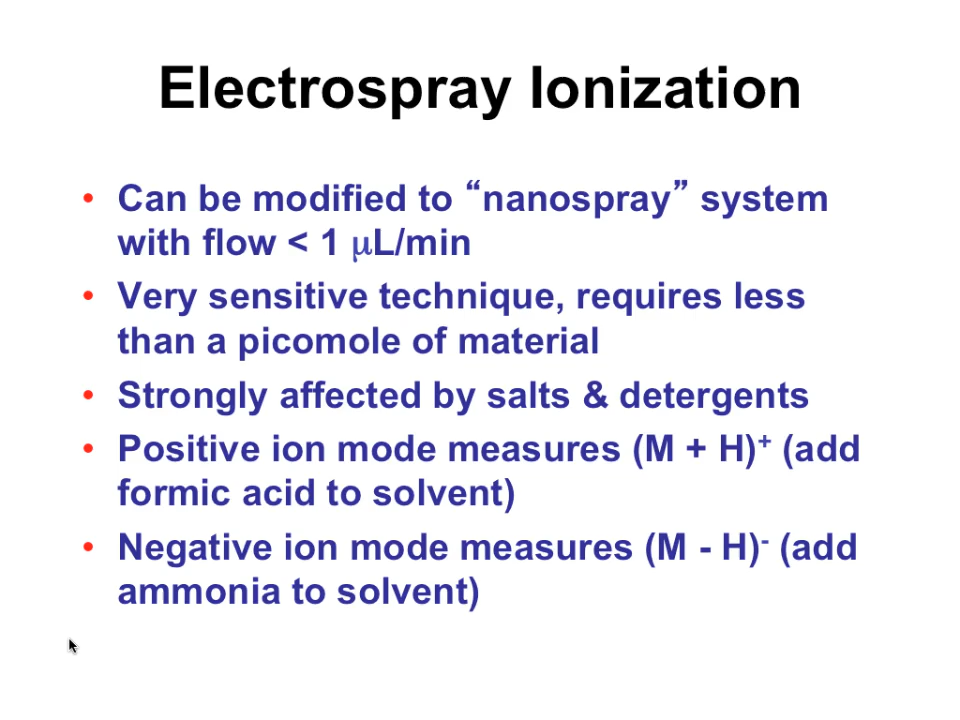 Electrospray Ionization
• Can be modified to “nanospray” system
with flow < 1 μL/min
• Very sensitive technique, requires less
than a picomole of material
• Strongly affected by salts & detergents
• Positive ion mode measures (M + H)⁺ (add
formic acid to solvent)
• Negative ion mode measures (M - H)⁻ (add
ammonia to solvent)